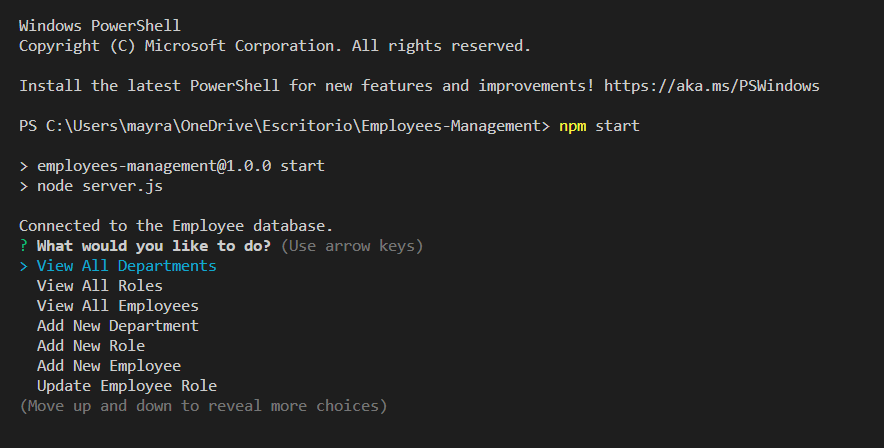 Windows PowerShell
Copyright (C) Microsoft Corporation. All rights reserved.
Install the latest PowerShell for new features and improvements! https://aka.ms/PSWindows
PS C:\Users\mayra\OneDrive\Escritorio\Employees-Management> npm start
> employees-management@1.0.0 start
> node server.js
Connected to the Employee database.
? What would you like to do? (Use arrow keys)
> View All Departments
View All Roles
View All Employees
Add New Department
Add New Role
Add New Employee
Update Employee Role
(Move up and down to reveal more choices)